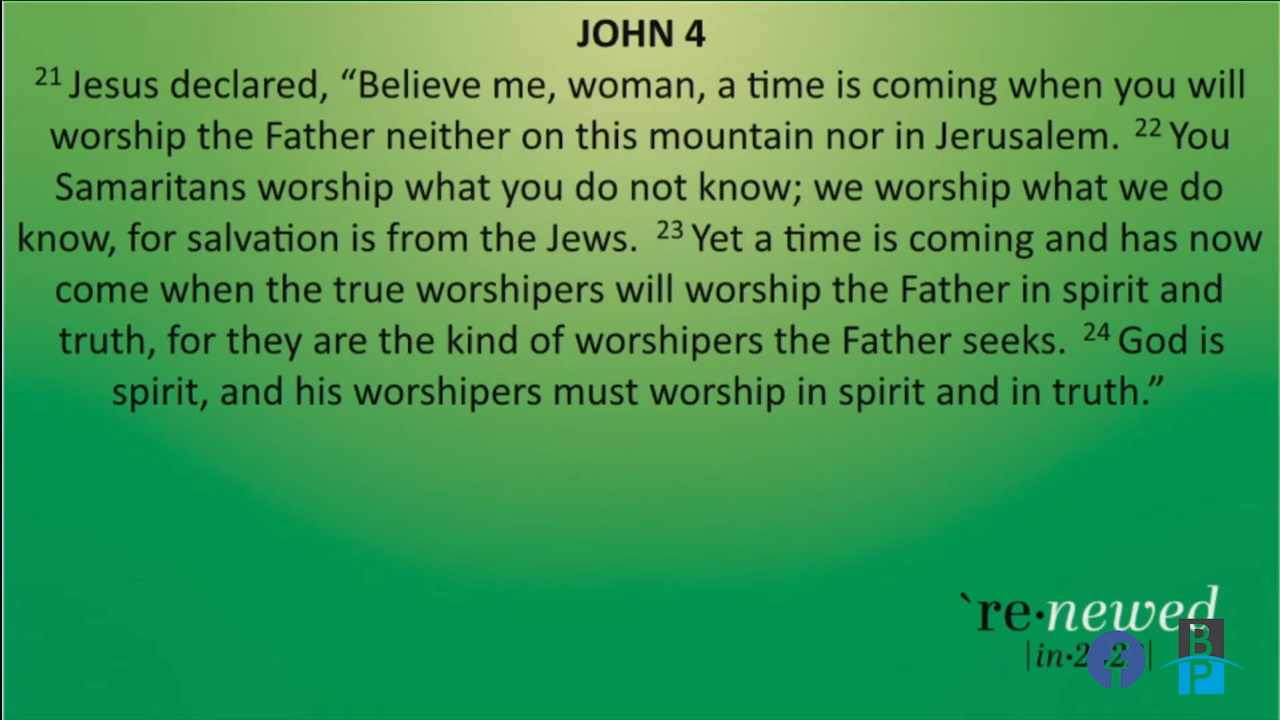 JOHN 4
21 Jesus declared, “Believe me, woman, a time is coming when you will
worship the Father neither on this mountain nor in Jerusalem. 22 You
Samaritans worship what you do not know; we worship what we do
know, for salvation is from the Jews. 23 Yet a time is coming and has now
come when the true worshipers will worship the Father in spirit and
truth, for they are the kind of worshipers the Father seeks. 24 God is
spirit, and his worshipers must worship in spirit and in truth.”
`re·newed
|in·2
B
P